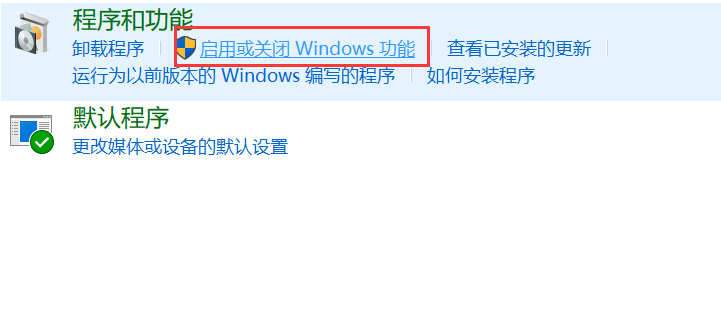 程序和功能
卸载程序 启用或关闭 Windows 功能 查看已安装的更新
运行为以前版本的 Windows 编写的程序 如何安装程序
默认程序
更改媒体或设备的默认设置